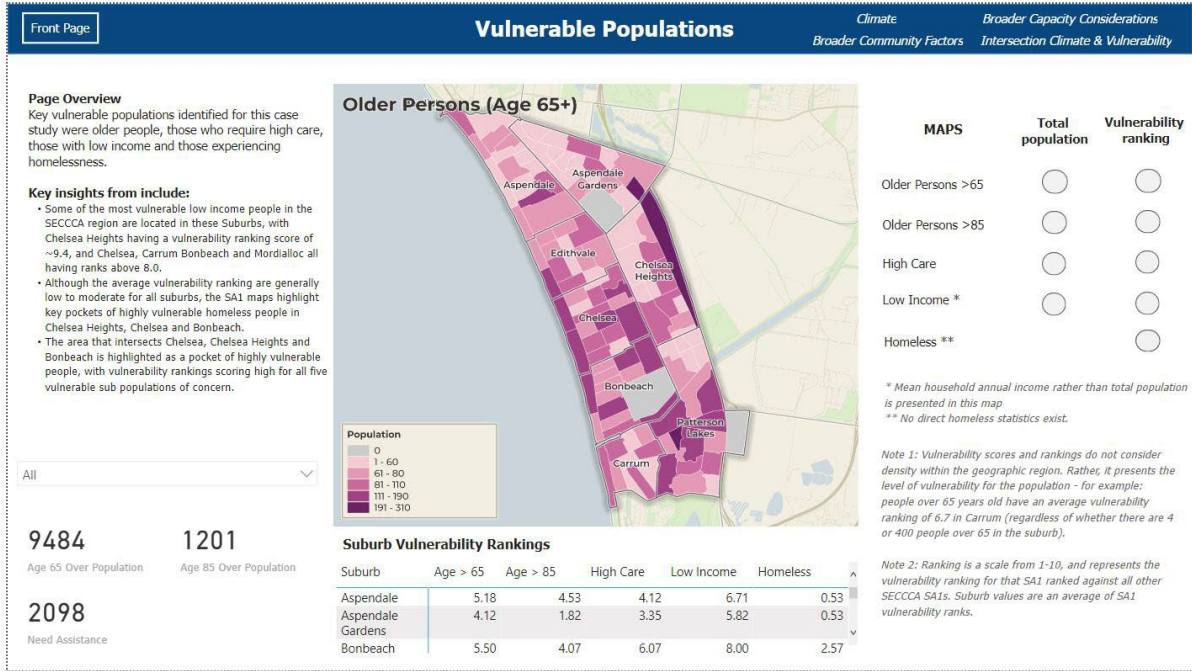 Front Page
Vulnerable Populations
Climate
Broader Capacity Considerations
Broader Community Factors
Intersection Climate & Vulnerability
Page Overview
Key vulnerable populations identified for this case
study were older people, those who require high care,
those with low income and those experiencing
homelessness.
Key insights from include:
• Some of the most vulnerable low income people in the
SECCCA region are located in these Suburbs, with
Chelsea Heights having a vulnerability ranking score of
~9.4, and Chelsea, Carrum Bonbeach and Mordialloc all
having ranks above 8.0.
• Although the average vulnerability ranking are generally
low to moderate for all suburbs, the SA1 maps highlight
key pockets of highly vulnerable homeless people in
Chelsea Heights, Chelsea and Bonbeach.
• The area that intersects Chelsea, Chelsea Heights and
Bonbeach is highlighted as a pocket of highly vulnerable
people, with vulnerability rankings scoring high for all five
vulnerable sub populations of concern.
All
9484
Age 65 Over Population
1201
Age 85 Over Population
2098
Need Assistance
Older Persons (Age 65+)
Aspendale
Aspendale
Gardens
Edithvale
Chelsea
Heights
Chelsea
Bonbeach
Patterson
Lakes
Carrum
Population
0
1 - 60
61 - 80
81 - 110
111 - 190
191 - 310
Suburb Vulnerability Rankings
Suburb Age > 65 Age > 85 High Care Low Income Homeless
Aspendale 5.18 4.53 4.12 6.71 0.53
Aspendale 4.12 1.82 3.35 5.82 0.53
Gardens
Bonbeach 5.50 4.07 6.07 8.00 2.57
MAPS
Total
population
Vulnerability
ranking
Older Persons >65
Older Persons >85
High Care
Low Income *
Homeless **
* Mean household annual income rather than total population
is presented in this map
** No direct homeless statistics exist.
Note 1: Vulnerability scores and rankings do not consider
density within the geographic region. Rather, it presents the
level of vulnerability for the population - for example:
people over 65 years old have an average vulnerability
ranking of 6.7 in Carrum (regardless of whether there are 4
or 400 people over 65 in the suburb).
Note 2: Ranking is a scale from 1-10, and represents the
vulnerability ranking for that SA1 ranked against all other
SECCCA SA1s. Suburb values are an average of SA1
vulnerability ranks.